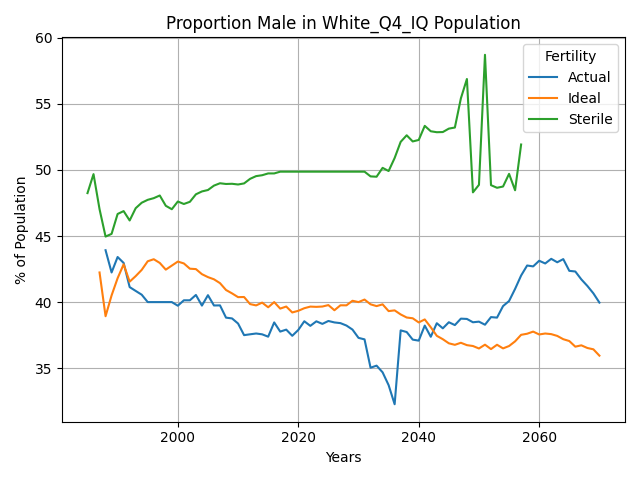 Proportion Male in White_Q4_IQ Population
% of Population
60
55
50
45
40
35
2000
2020
2040
2060
Years
Fertility
Actual
Ideal
Sterile